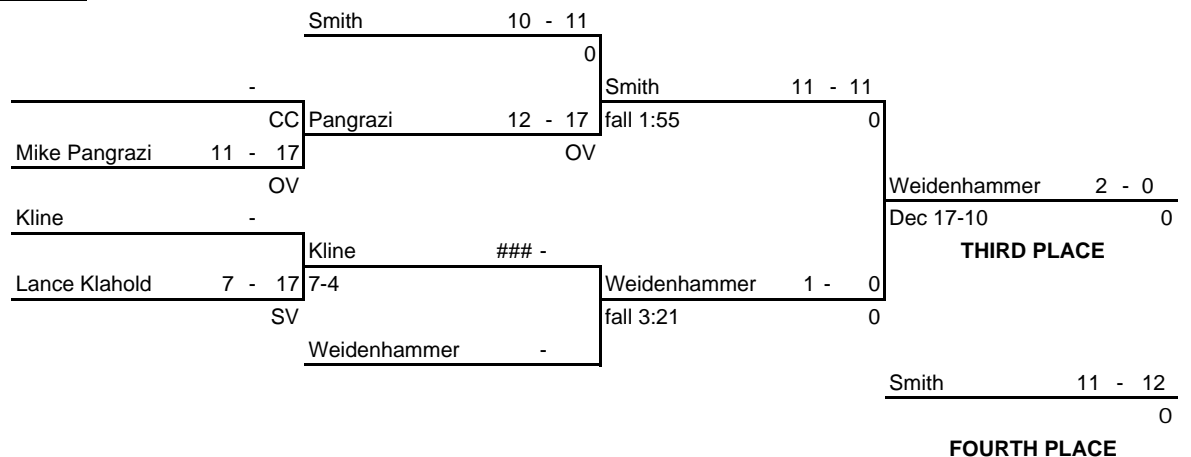 Smith 10 - 11
0
- Smith 11 - 11
CC Pangrazi 12 - 17 fall 1:55 0
Mike Pangrazi 11 - 17 OV
OV Weidenhammer 2 - 0
Kline - Dec 17-10 0
Kline ### - THIRD PLACE
Lance Klahold 7 - 17 7-4 Weidenhammer 1 - 0
SV fall 3:21 0
Weidenhammer -
Smith 11 - 12
0
FOURTH PLACE